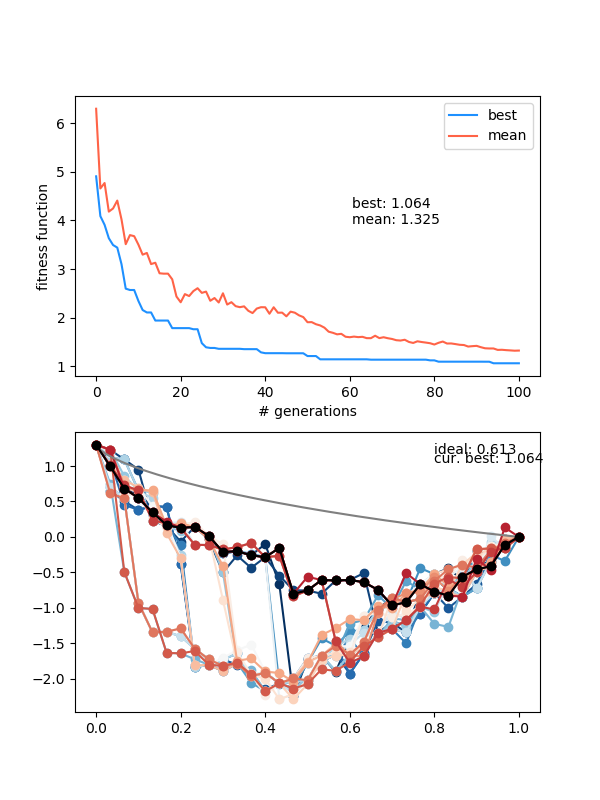 6
5
4
3
2
1
fitness function
best
mean
best: 1.064
mean: 1.325
0 20 40 60 80 100
# generations
ideal: 0.613
cur. best: 1.064
1.0
0.5
0.0
−0.5
−1.0
−1.5
−2.0
0.0 0.2 0.4 0.6 0.8 1.0